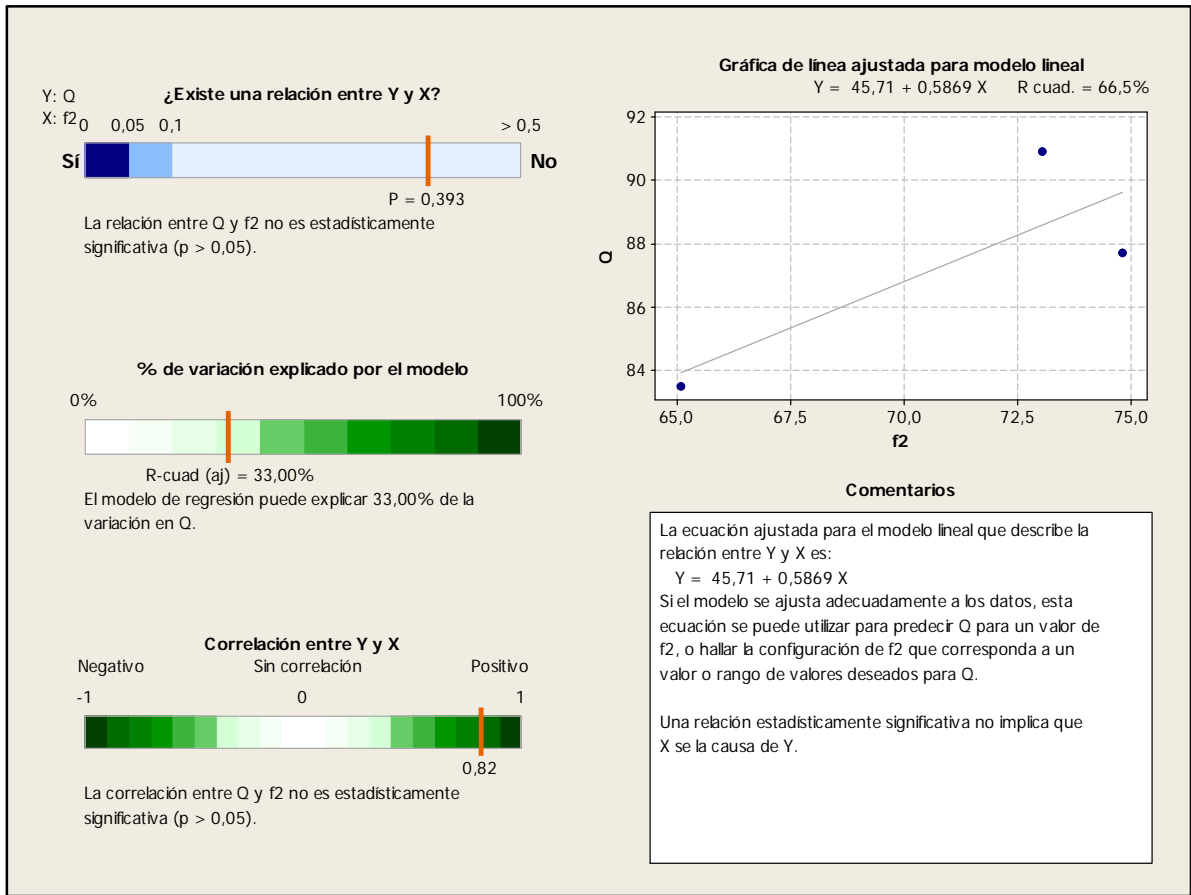 Y: Q
X: f2
¿Existe una relación entre Y y X?
0 0,05 0,1 > 0,5
Sí No
P = 0,393
La relación entre Q y f2 no es estadísticamente
significativa (p > 0,05).
% de variación explicado por el modelo
0% 100%
R-cuad (aj) = 33,00%
El modelo de regresión puede explicar 33,00% de la
variación en Q.
Correlación entre Y y X
Negativo Sin correlación Positivo
-1 0 1
0,82
La correlación entre Q y f2 no es estadísticamente
significativa (p > 0,05).
Gráfica de línea ajustada para modelo lineal
Y = 45,71 + 0,5869 X R cuad. = 66,5%
92
90
88
86
84
Q
65,0 67,5 70,0 72,5 75,0
f2
Comentarios
La ecuación ajustada para el modelo lineal que describe la
relación entre Y y X es:
Y = 45,71 + 0,5869 X
Si el modelo se ajusta adecuadamente a los datos, esta
ecuación se puede utilizar para predecir Q para un valor de
f2, o hallar la configuración de f2 que corresponda a un
valor o rango de valores deseados para Q.
Una relación estadísticamente significativa no implica que
X se la causa de Y.